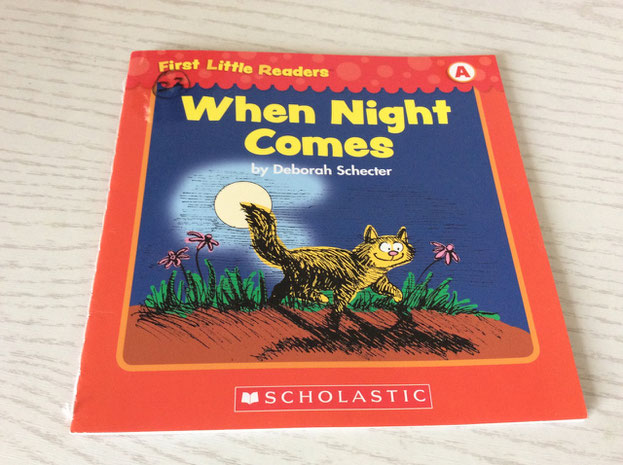 First Little Readers
A
When Night
Comes
by Deborah Schecter
SCHOLASTIC